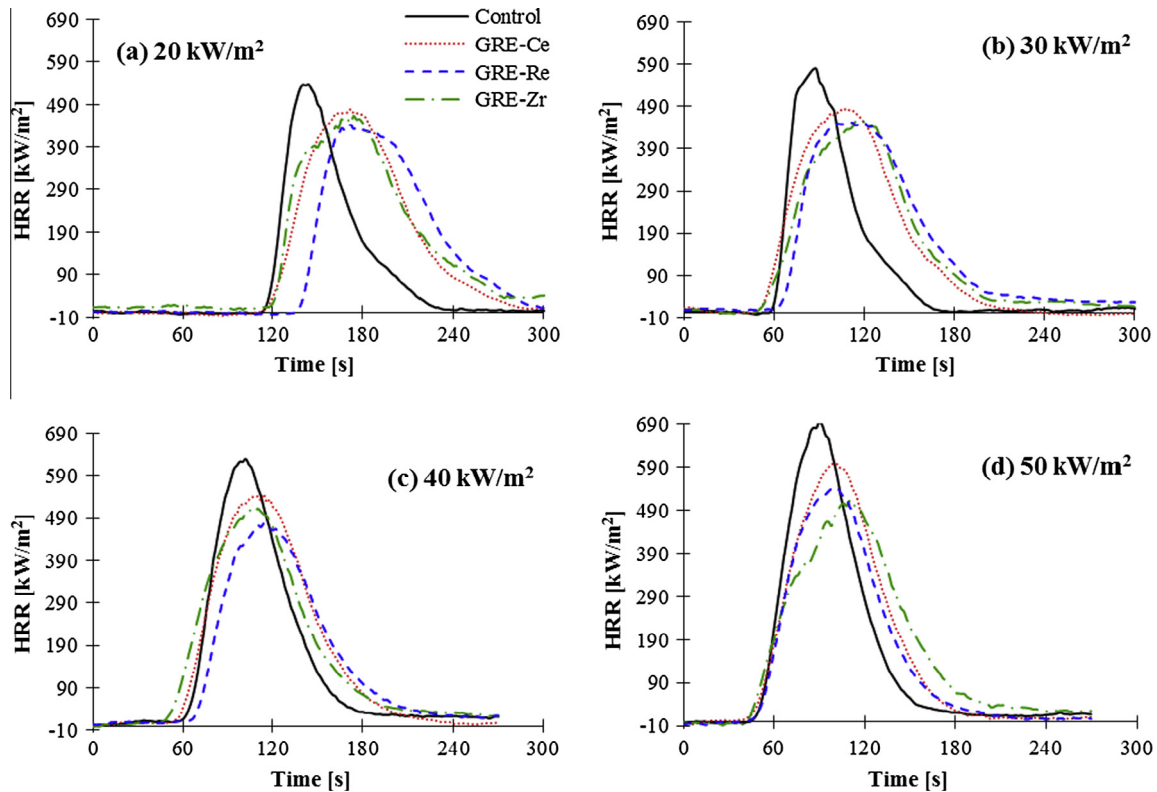 Control
GRE-Ce
GRE-Re
GRE-Zr
(a) 20 kW/m²
HRR [kW/m²]
690
590
490
390
290
190
90
-10
0 60 120 180 240 300
Time [s]
(b) 30 kW/m²
HRR [kW/m²]
690
590
490
390
290
190
90
-10
0 60 120 180 240 300
Time [s]
(c) 40 kW/m²
HRR [kW/m²]
690
590
490
390
290
190
90
-10
0 60 120 180 240 300
Time [s]
(d) 50 kW/m²
HRR [kW/m²]
690
590
490
390
290
190
90
-10
0 60 120 180 240 300
Time [s]